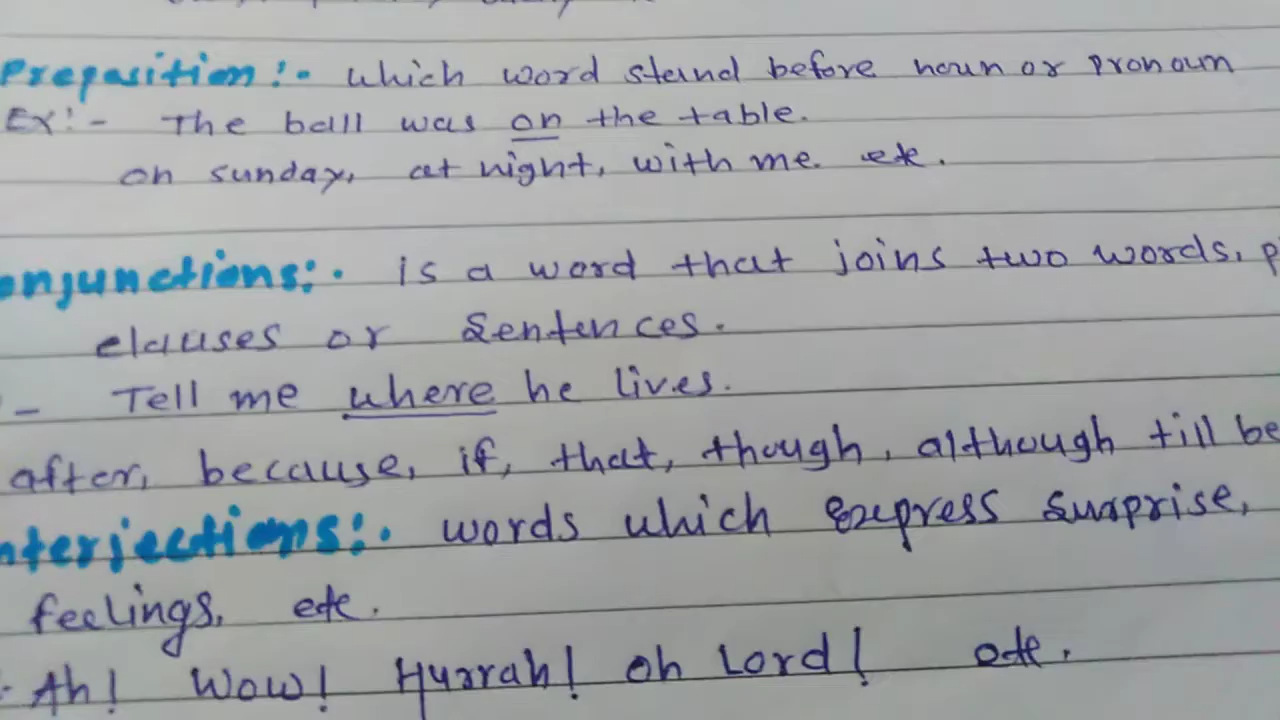 Preposition:- which word stand before noun or pronoun
Ex:- The ball was on the table.
on sunday, at night, with me etc.
onjunctions:- is a word that joins two words, p
clauses or Sentences.
- Tell me where he lives.
after, because, if, that, though, although till be
nterjections:- words which express surprise,
feelings, etc.
Ah! Wow! Hurrah! oh Lord! etc.